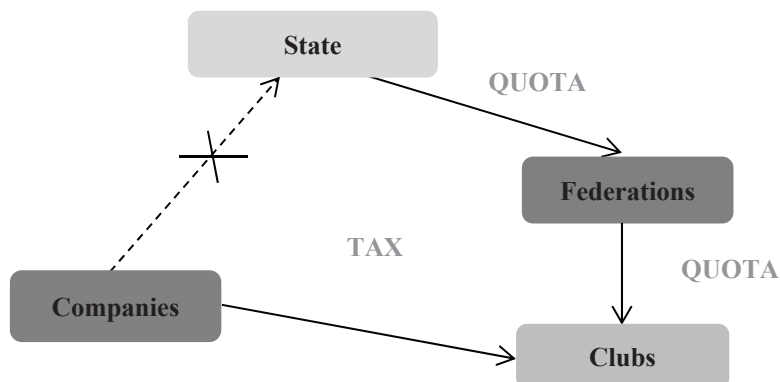 State
QUOTA
Federations
TAX
QUOTA
Companies
Clubs